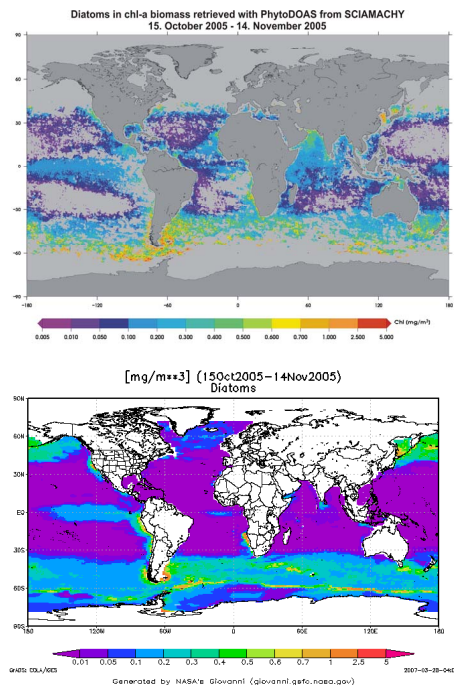 Diatoms in chl-a biomass retrieved with PhytoDOAS from SCIAMACHY
15. October 2005 - 14. November 2005
90
60
30
0
-30
-60
-90
-180 -120 -60 0 60 120 180
Chl (mg/m³)
0.005 0.010 0.050 0.100 0.200 0.300 0.400 0.500 0.600 0.700 1.000 2.500 5.000
[mg/m**3] (15Oct2005-14Nov2005)
Diatoms
90N
60N
30N
EQ
30S
60S
90S
180 120W 60W 0 60E 120E 180
0.01 0.05 0.1 0.2 0.3 0.4 0.5 0.6 0.7 1 2.5 5
GrADS: COLA/IGES
Generated by NASA's Giovanni (giovanni.gsfc.nasa.gov)